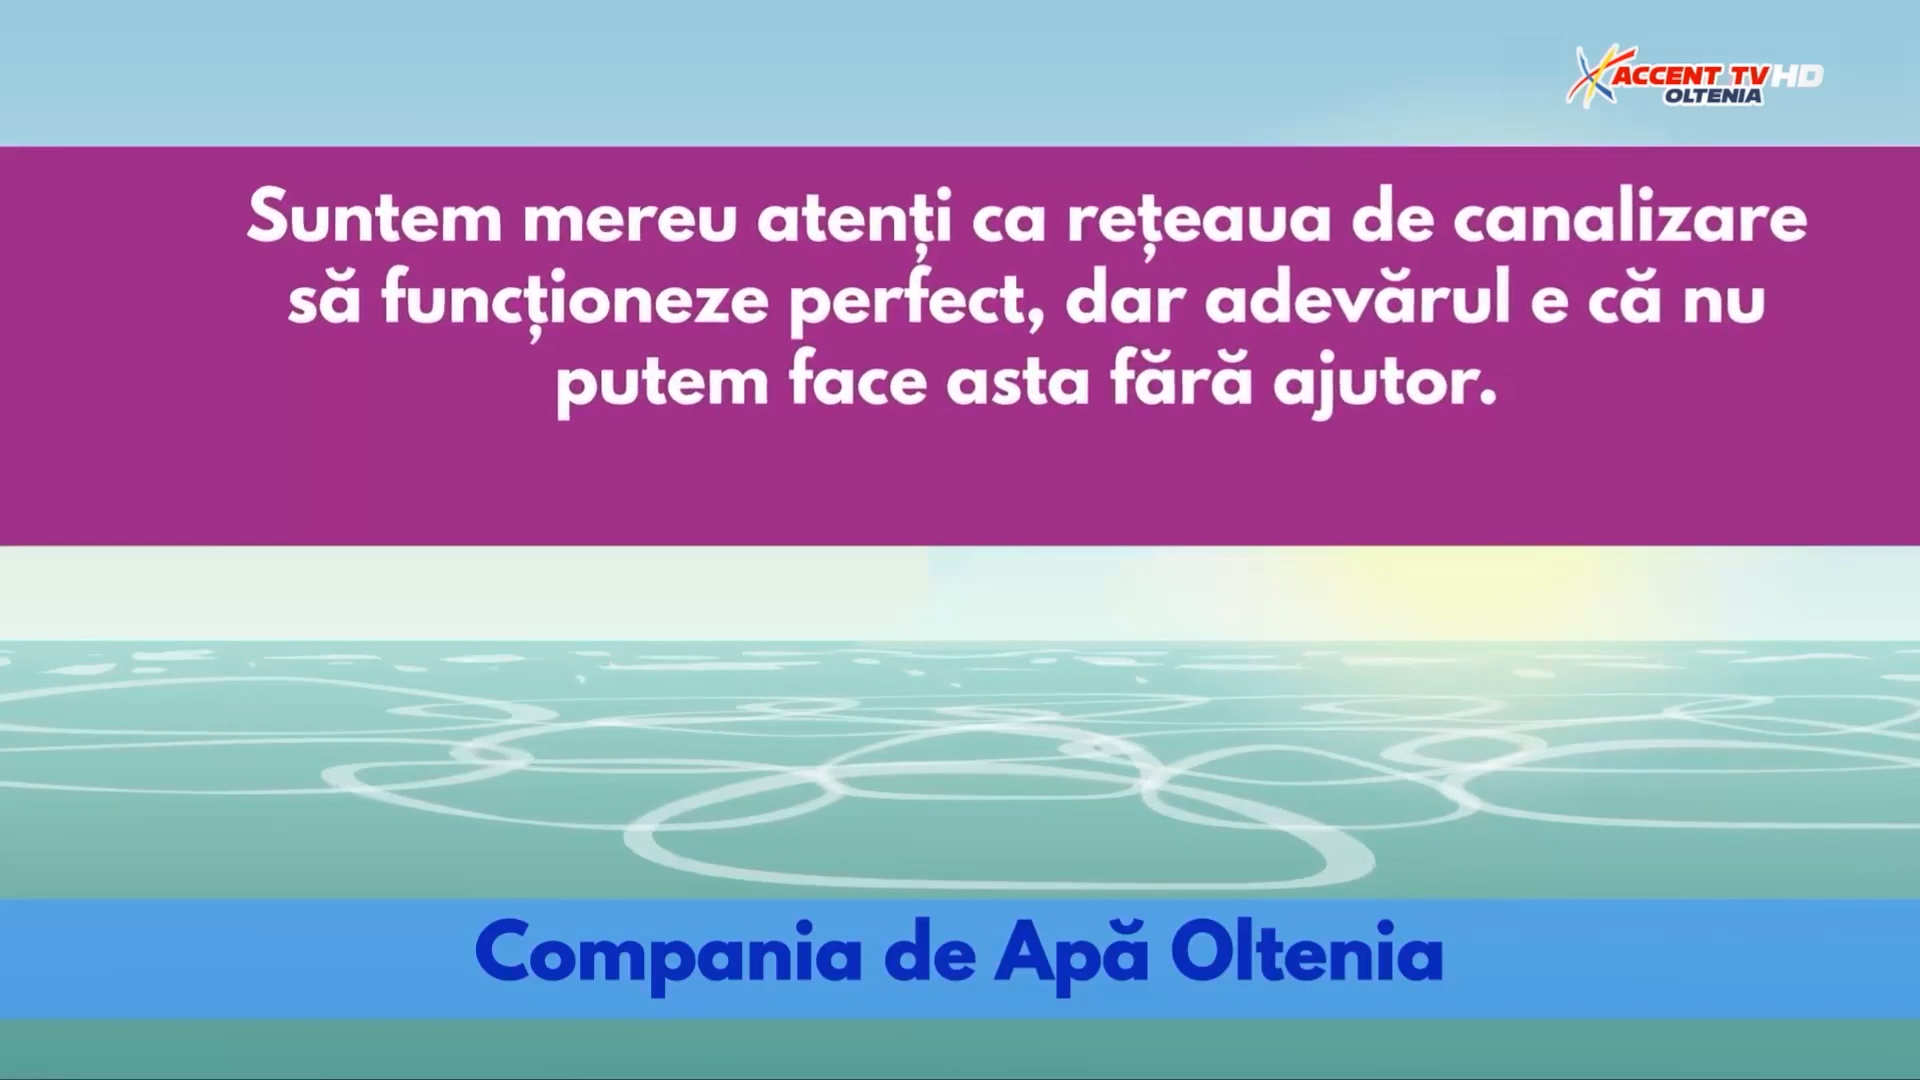 ACCENT TV HD
OLTENIA
Suntem mereu atenți ca rețeaua de canalizare
să funcționeze perfect, dar adevărul e că nu
putem face asta fără ajutor.
Compania de Apă Oltenia